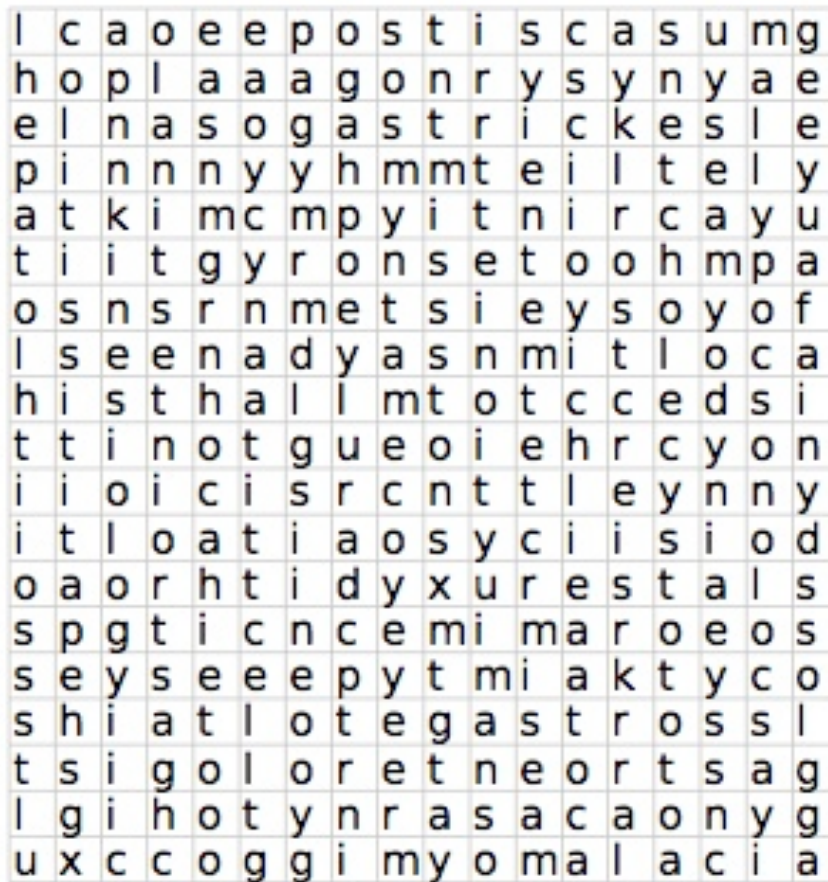 l c a o e e p o s t i s c a s u m g
h o p l a a a g o n r y s y n y a e
e l n a s o g a s t r i c k e s l e
p i n n n y y h m m t e i l t e l y
a t k i m c m p y i t n i r c a y u
t i i t g y r o n s e t o o h m p a
o s n s r n m e t s i e y s o y o f
l s e e n a d y a s n m i t l o c a
h i s t h a l l m t o t c c e d s i
t t i n o t g u e o i e h r c y o n
i i o i c i s r c n t t l e y n n y
i t l o a t i a o s y c i i s i o d
o a o r h t i d y x u r e s t a l s
s p g t i c n c e m i m a r o e o s
s e y s e e e p y t m i a k t y c o
s h i a t l o t e g a s t r o s s l
t s i g o l o r e t n e o r t s a g
l g i h o t y n r a s a c a o n y g
u x c c o g g i m y o m a l a c i a